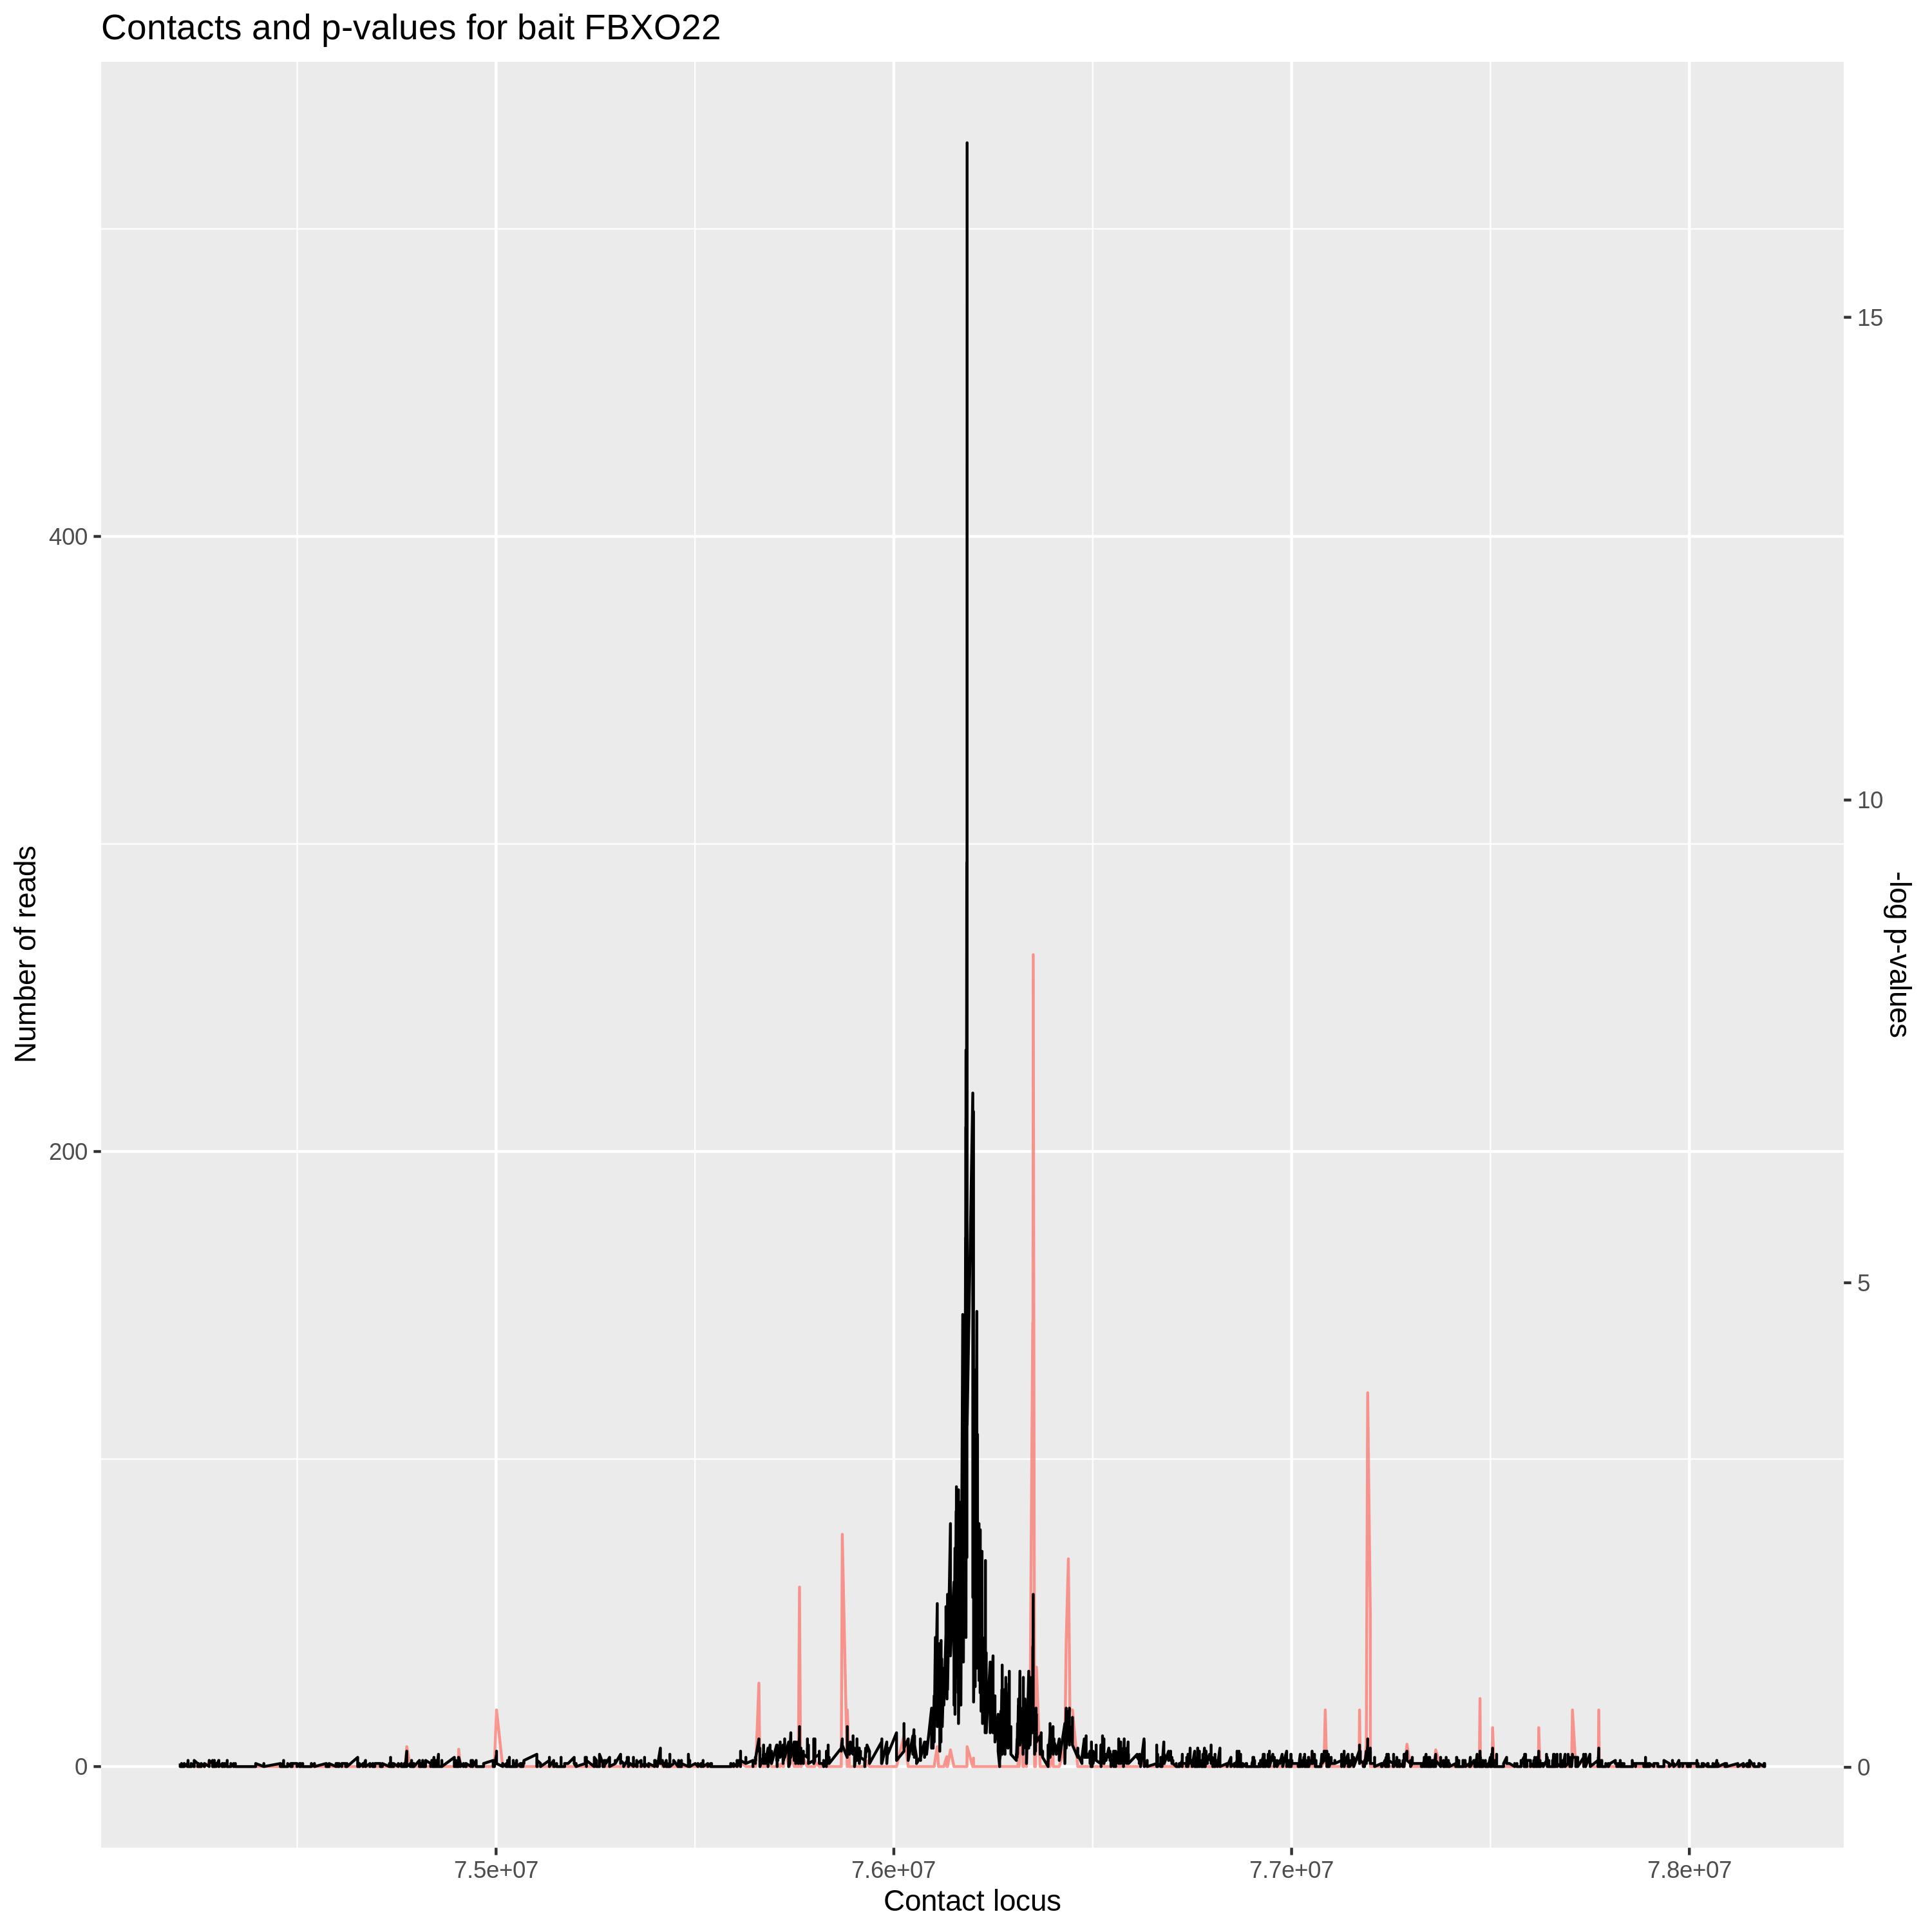 Contacts and p-values for bait FBXO22
Number of reads
400
200
0
15
10
5
0
-log p-values
7.5e+07
7.6e+07
7.7e+07
7.8e+07
Contact locus